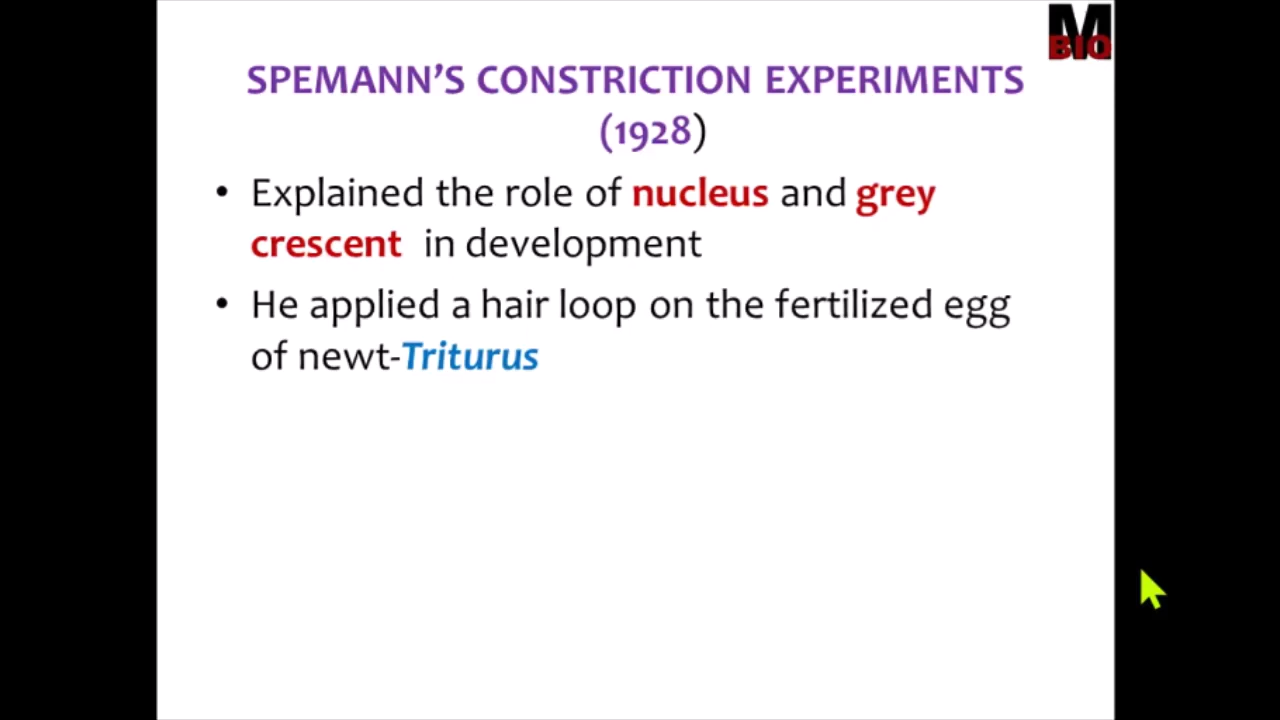 M
BIO
SPEMANN’S CONSTRICTION EXPERIMENTS
(1928)
• Explained the role of nucleus and grey
crescent in development
• He applied a hair loop on the fertilized egg
of newt-Triturus